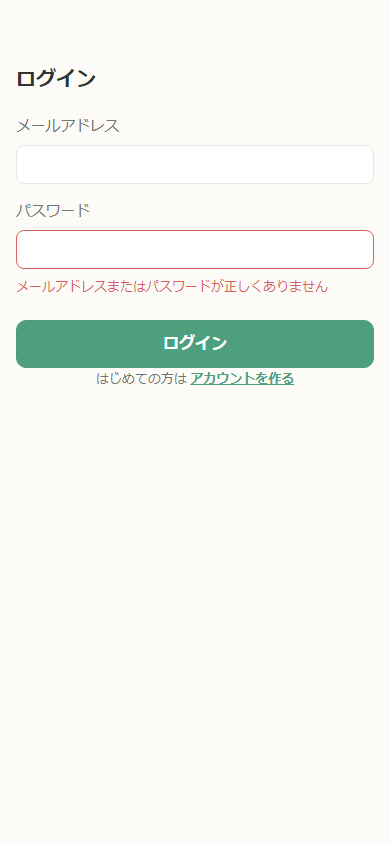 ログイン
メールアドレス
パスワード
メールアドレスまたはパスワードが正しくありません
ログイン
はじめての方は アカウントを作る